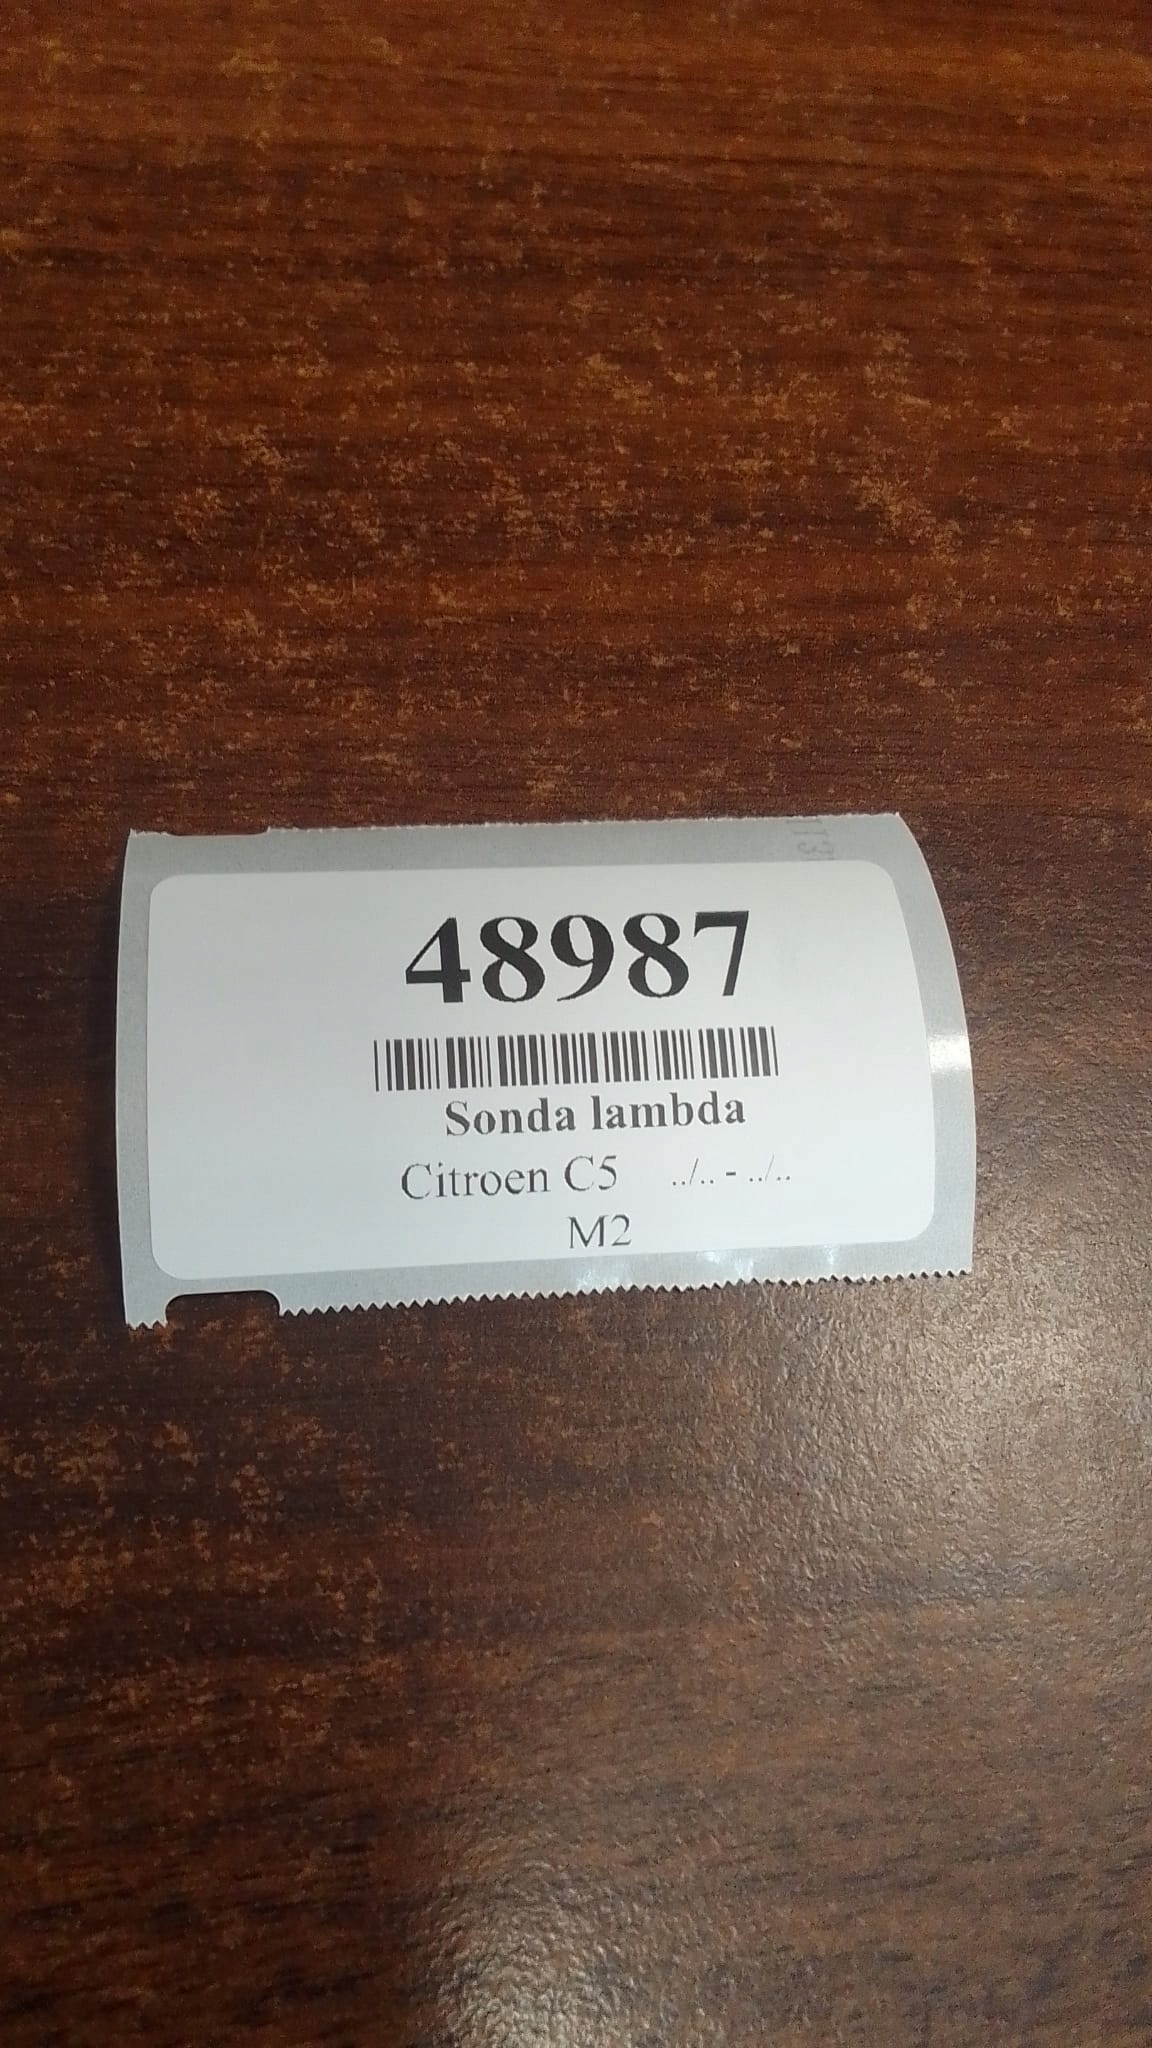 48987
Sonda lambda
Citroen C5 ../.. - ../..
M2